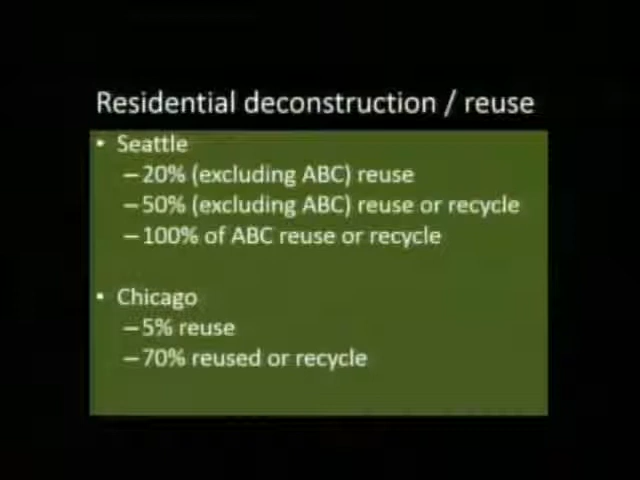 Residential deconstruction / reuse
• Seattle
–20% (excluding ABC) reuse
–50% (excluding ABC) reuse or recycle
–100% of ABC reuse or recycle
• Chicago
–5% reuse
–70% reused or recycle